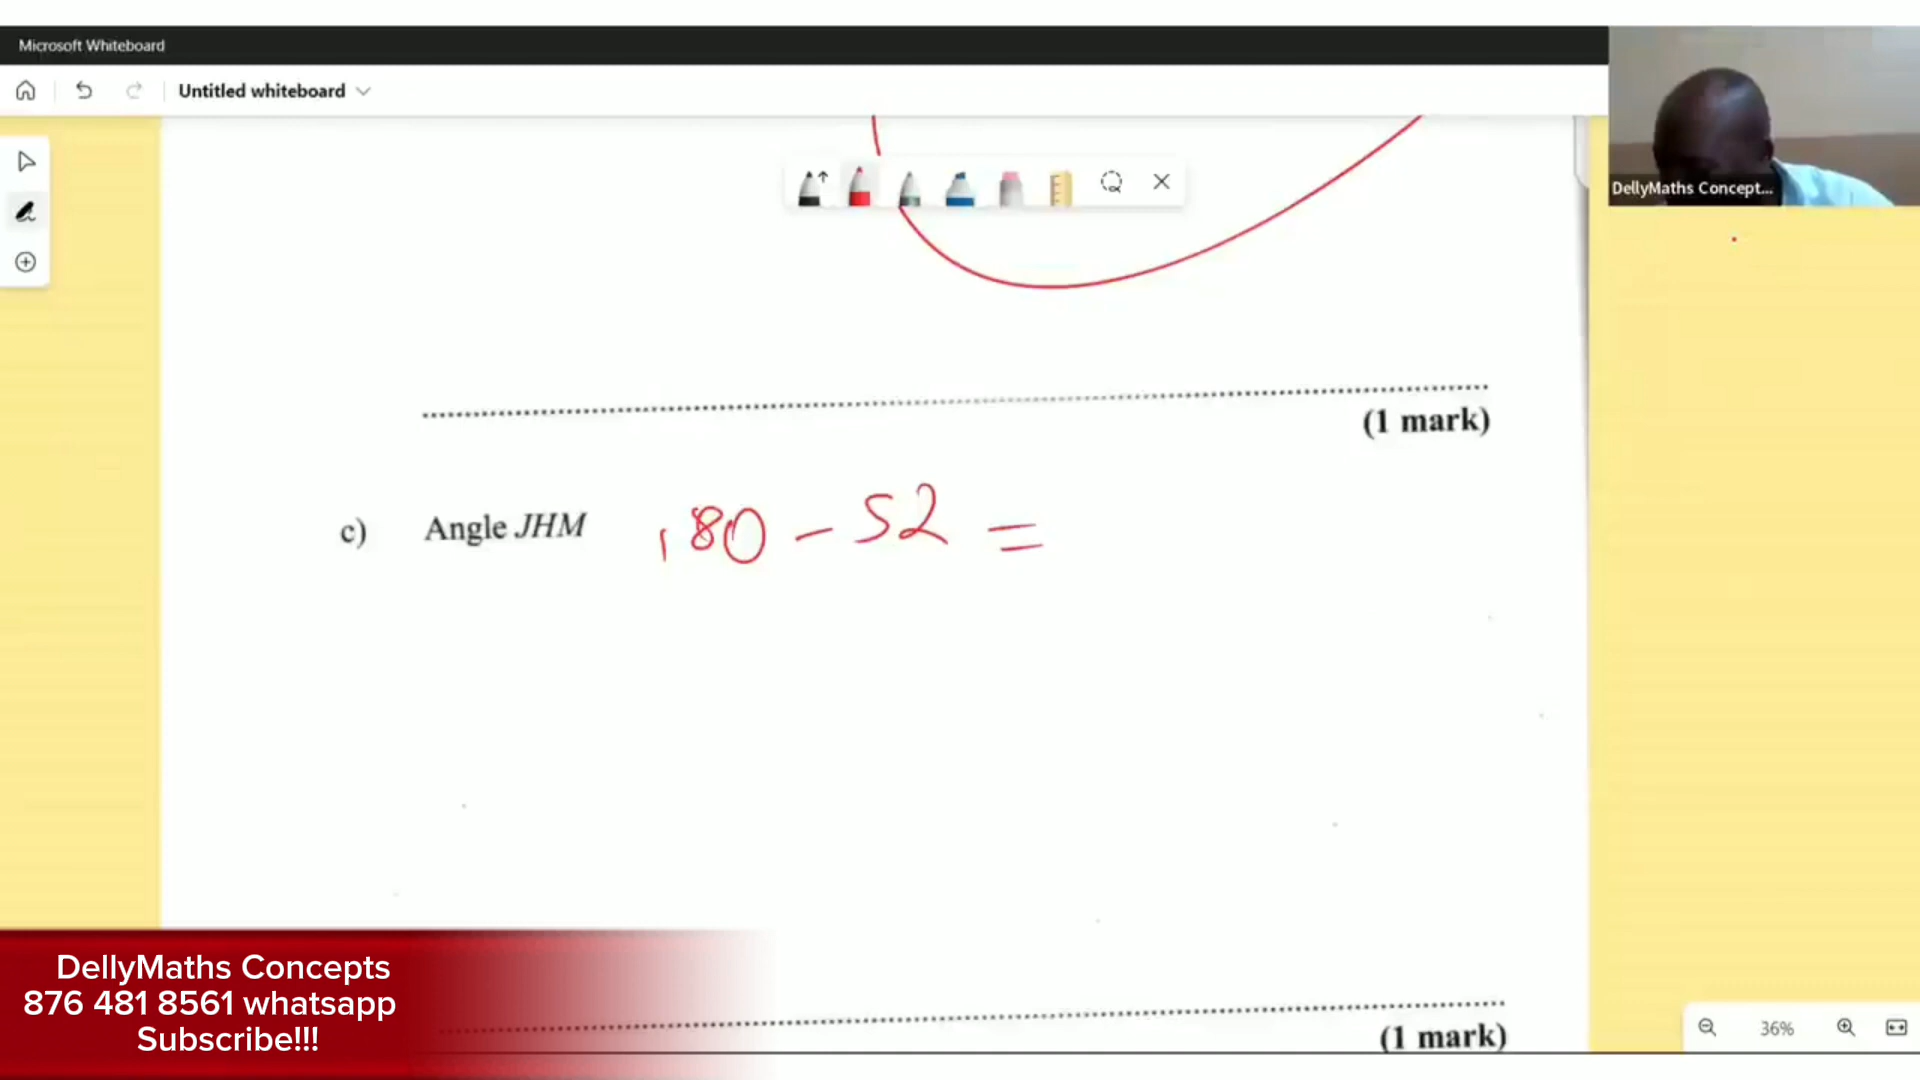 Microsoft Whiteboard
Untitled whiteboard
DellyMaths Concept...
(1 mark)
c) Angle JHM 180 - 52 =
(1 mark)
DellyMaths Concepts
876 481 8561 whatsapp
Subscribe!!!
36%